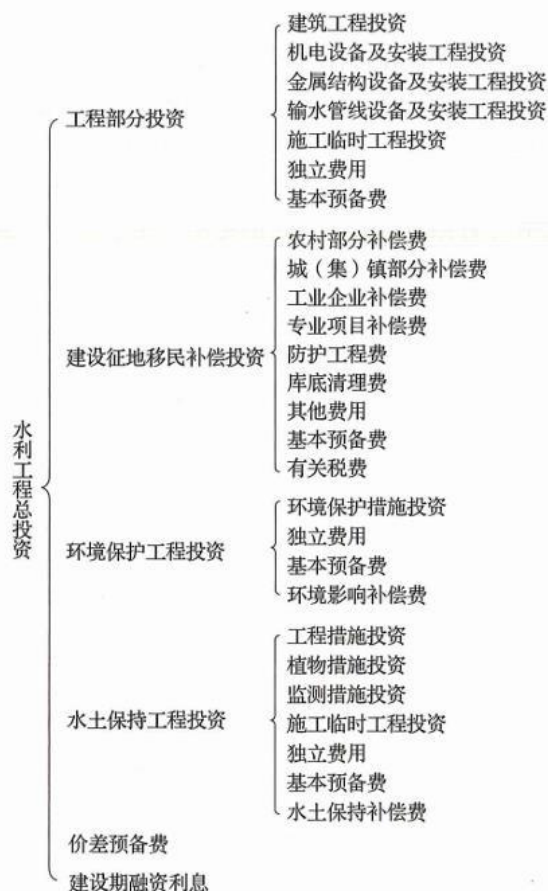 水利工程总投资
工程部分投资
建筑工程投资
机电设备及安装工程投资
金属结构设备及安装工程投资
输水管线设备及安装工程投资
施工临时工程投资
独立费用
基本预备费
建设征地移民补偿投资
农村部分补偿费
城（集）镇部分补偿费
工业企业补偿费
专业项目补偿费
防护工程费
库底清理费
其他费用
基本预备费
有关税费
环境保护工程投资
环境保护措施投资
独立费用
基本预备费
环境影响补偿费
水土保持工程投资
工程措施投资
植物措施投资
监测措施投资
施工临时工程投资
独立费用
基本预备费
水土保持补偿费
价差预备费
建设期融资利息